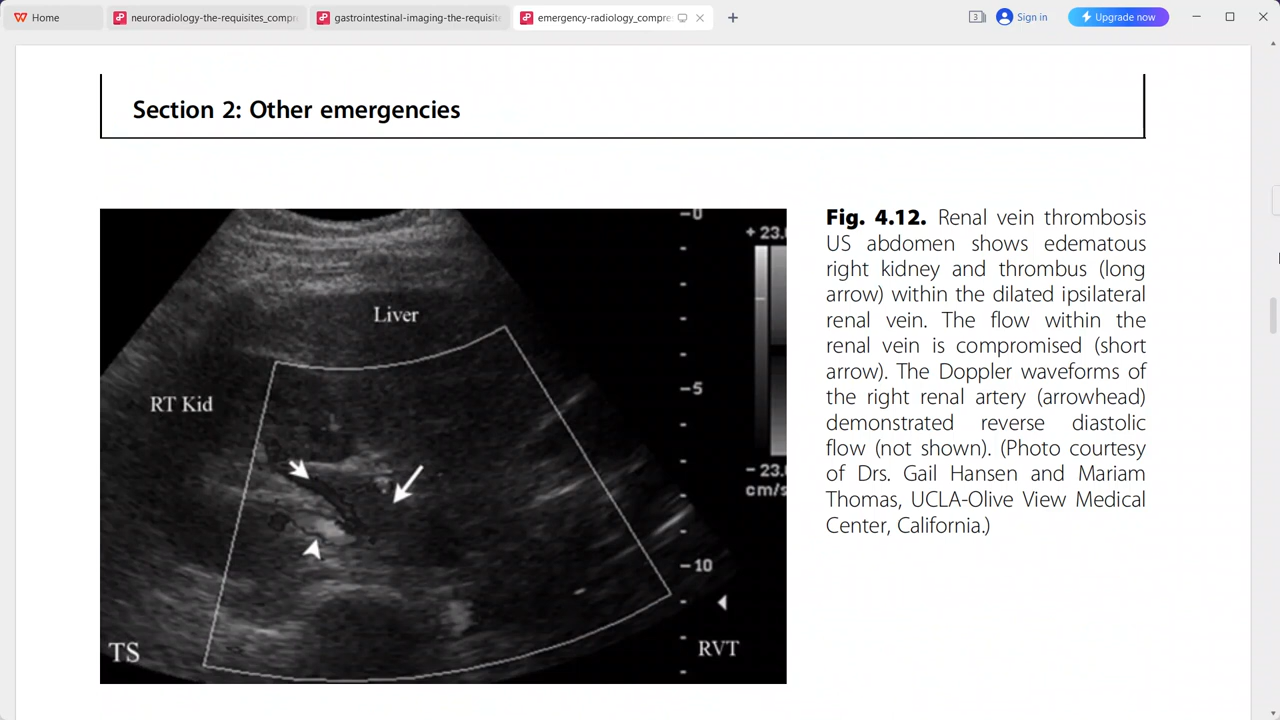 Home
neuroradiology-the-requisites_compr
gastrointestinal-imaging-the-requisite
emergency-radiology_compre
3
Sign in
Upgrade now
Section 2: Other emergencies
Liver
RT Kid
TS
RVT
0
5
10
+ 23.
- 23.
cm/s
Fig. 4.12. Renal vein thrombosis
US abdomen shows edematous
right kidney and thrombus (long
arrow) within the dilated ipsilateral
renal vein. The flow within the
renal vein is compromised (short
arrow). The Doppler waveforms of
the right renal artery (arrowhead)
demonstrated reverse diastolic
flow (not shown). (Photo courtesy
of Drs. Gail Hansen and Mariam
Thomas, UCLA-Olive View Medical
Center, California.)